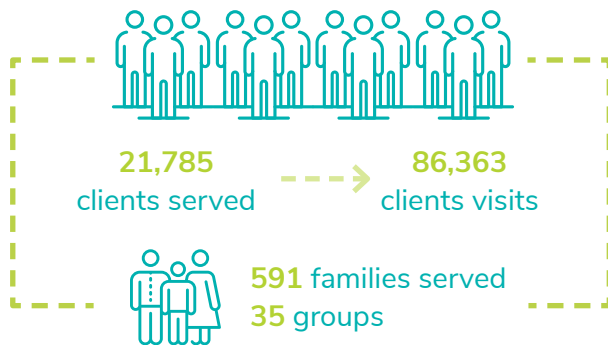 21,785
clients served
86,363
clients visits
591 families served
35 groups